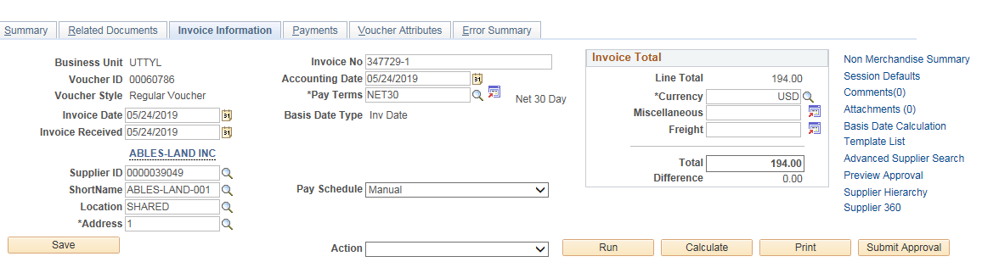 Summary Related Documents Invoice Information Payments Voucher Attributes Error Summary
Business Unit UTTYL
Voucher ID 00060786
Voucher Style Regular Voucher
Invoice Date 05/24/2019
Invoice Received 05/24/2019
ABLES-LAND INC
Supplier ID 0000039049
ShortName ABLES-LAND-001
Location SHARED
*Address 1
Save
Invoice No 347729-1
Accounting Date 05/24/2019
*Pay Terms NET30 Net 30 Day
Basis Date Type Inv Date
Pay Schedule Manual
Action
Invoice Total
Line Total 194.00
*Currency USD
Miscellaneous
Freight
Total 194.00
Difference 0.00
Non Merchandise Summary
Session Defaults
Comments(0)
Attachments (0)
Basis Date Calculation
Template List
Advanced Supplier Search
Preview Approval
Supplier Hierarchy
Supplier 360
Run Calculate Print Submit Approval